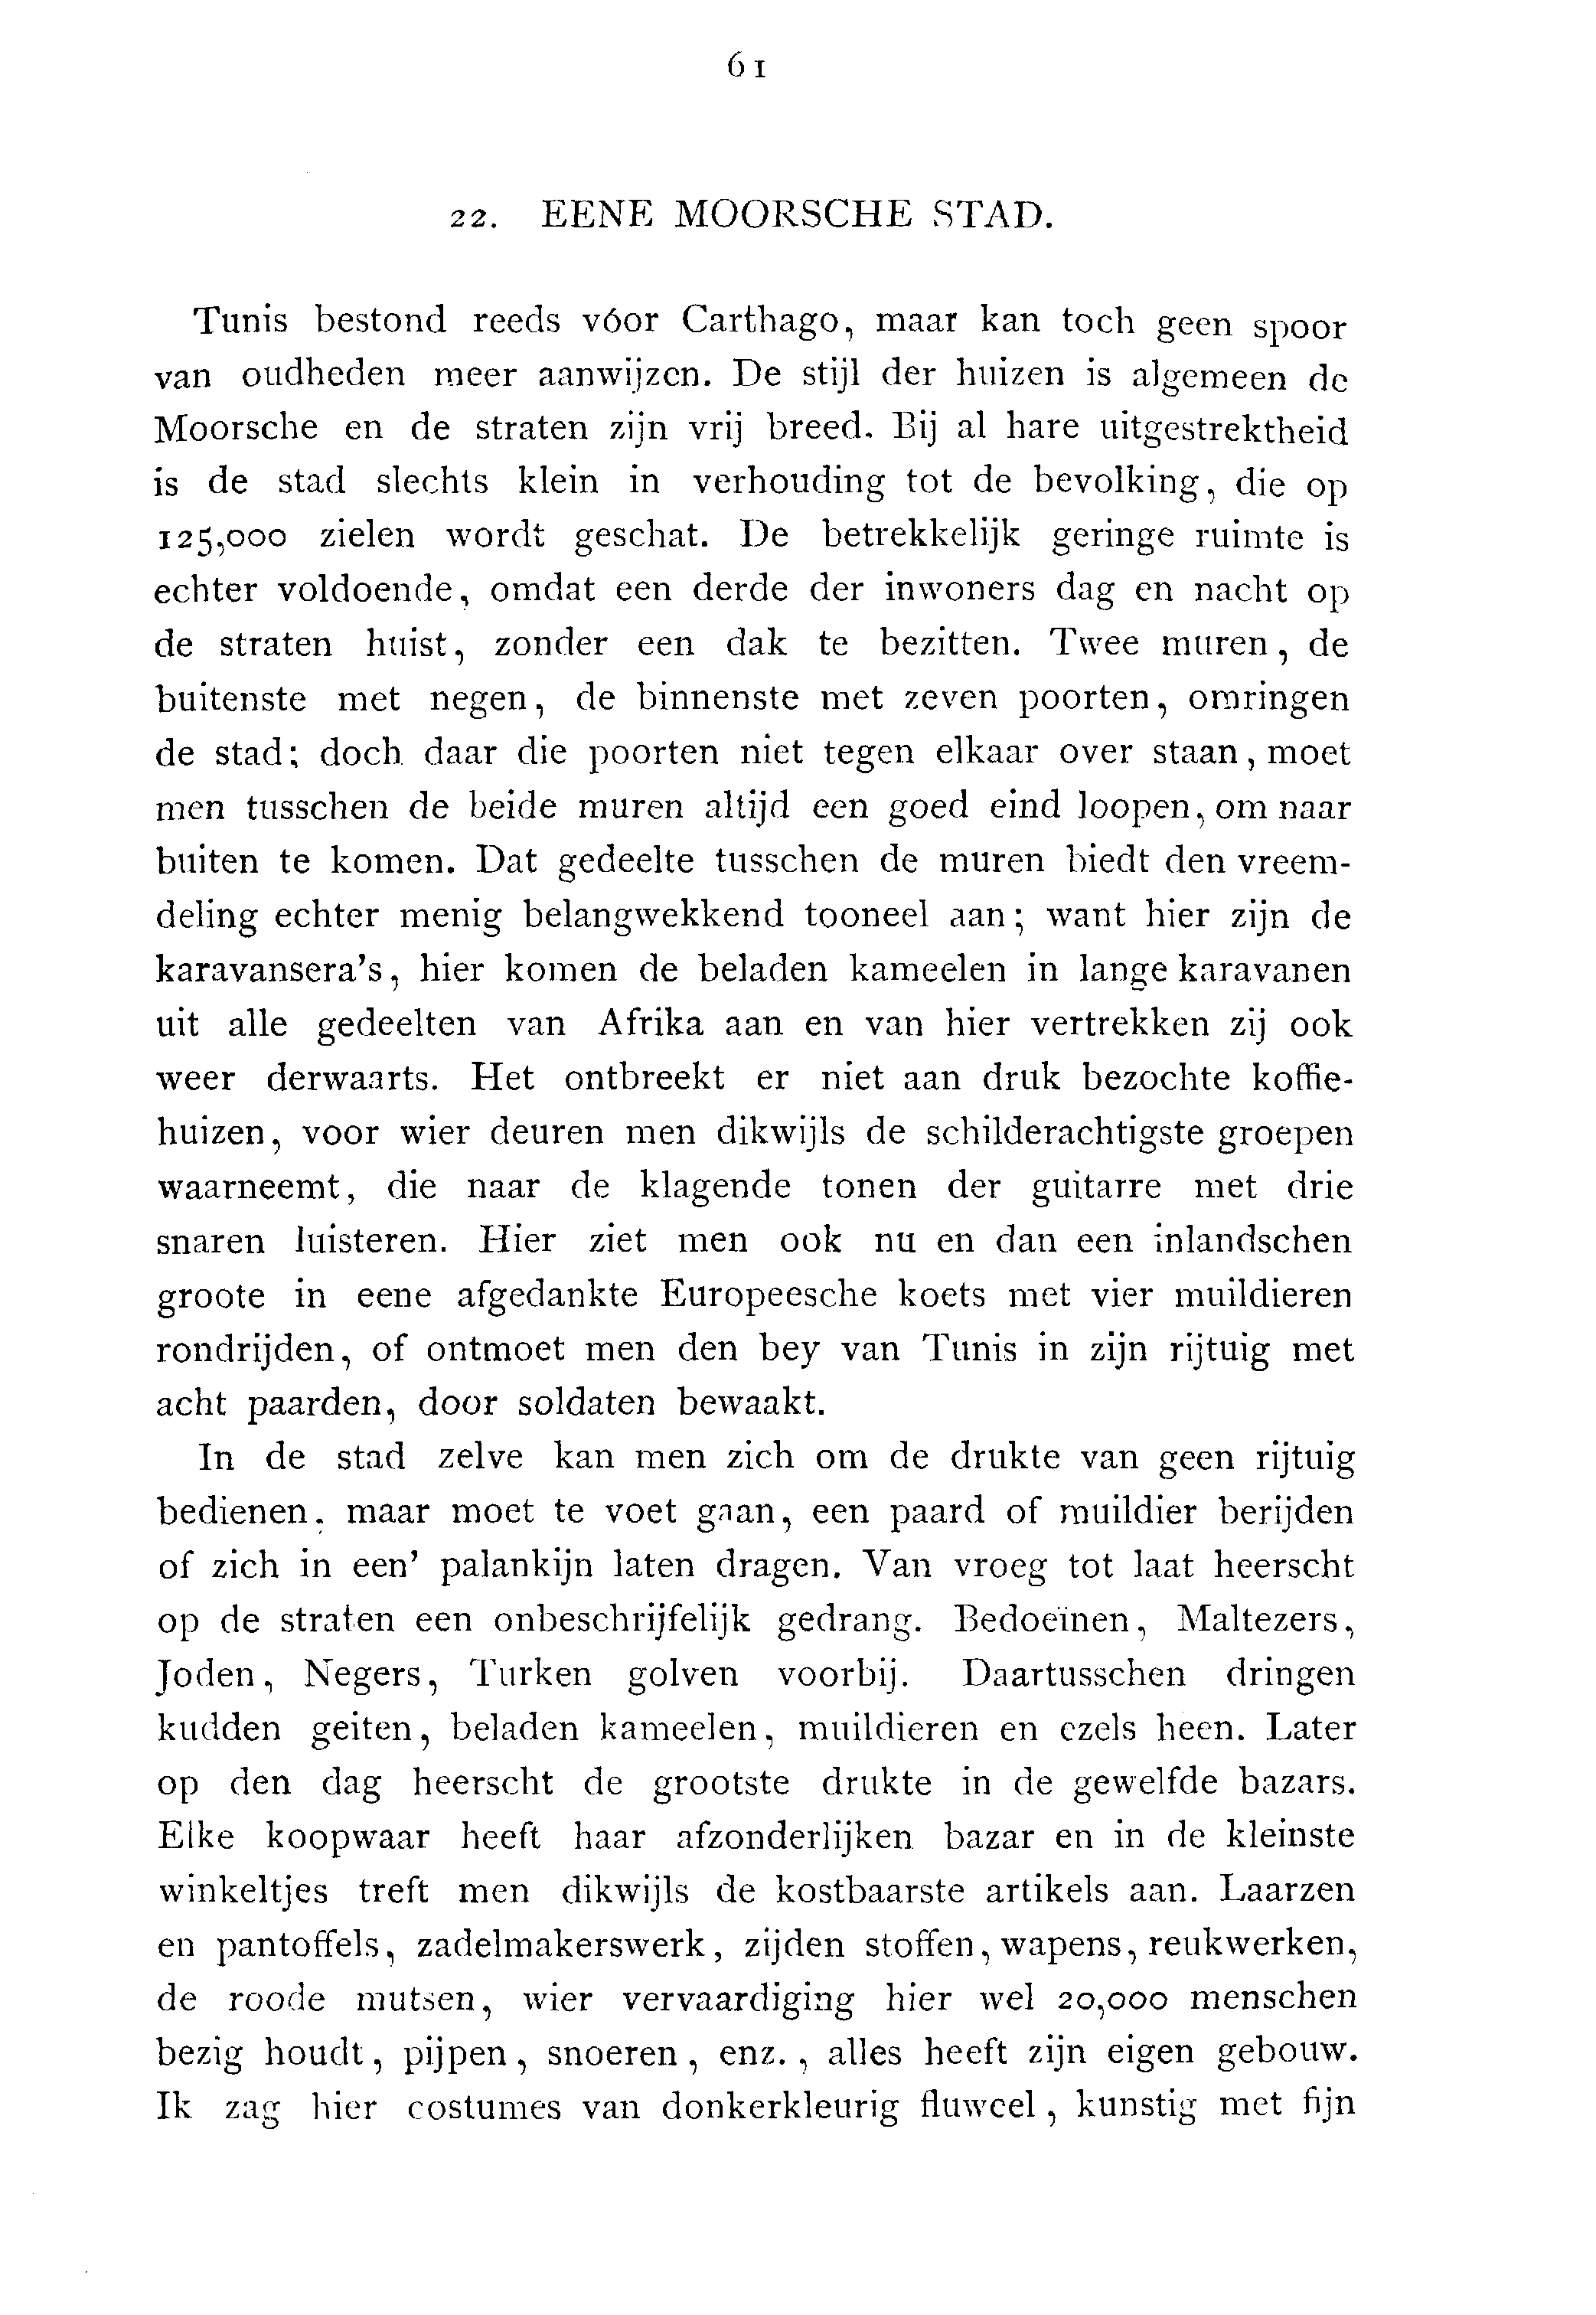 61
22. EENE MOORSCHE STAD.
Tunis bestond reeds vóor Carthago, maar kan toch geen spoor
van oudheden meer aanwijzen. De stijl der huizen is algemeen de
Moorsche en de straten zijn vrij breed. Bij al hare uitgestrektheid
is de stad slechts klein in verhouding tot de bevolking, die op
125,000 zielen wordt geschat. De betrekkelijk geringe ruimte is
echter voldoende, omdat een derde der inwoners dag en nacht op
de straten huist, zonder een dak te bezitten. Twee muren, de
buitenste met negen, de binnenste met zeven poorten, omringen
de stad; doch daar die poorten niet tegen elkaar over staan, moet
men tusschen de beide muren altijd een goed eind loopen, om naar
buiten te komen. Dat gedeelte tusschen de muren biedt den vreem-
deling echter menig belangwekkend tooneel aan; want hier zijn de
karavansera's, hier komen de beladen kameelen in lange karavanen
uit alle gedeelten van Afrika aan en van hier vertrekken zij ook
weer derwaarts. Het ontbreekt er niet aan druk bezochte koffie-
huizen, voor wier deuren men dikwijls de schilderachtigste groepen
waarneemt, die naar de klagende tonen der guitarre met drie
snaren luisteren. Hier ziet men ook nu en dan een inlandschen
groote in eene afgedankte Europeesche koets met vier muildieren
rondrijden, of ontmoet men den bey van Tunis in zijn rijtuig met
acht paarden, door soldaten bewaakt.
In de stad zelve kan men zich om de drukte van geen rijtuig
bedienen, maar moet te voet gaan, een paard of muildier berijden
of zich in een' palankijn laten dragen. Van vroeg tot laat heerscht
op de straten een onbeschrijfelijk gedrang. Bedoeïnen, Maltezers,
Joden, Negers, Turken golven voorbij. Daartusschen dringen
kudden geiten, beladen kameelen, muildieren en ezels heen. Later
op den dag heerscht de grootste drukte in de gewelfde bazars.
Elke koopwaar heeft haar afzonderlijken bazar en in de kleinste
winkeltjes treft men dikwijls de kostbaarste artikels aan. Laarzen
en pantoffels, zadelmakerswerk, zijden stoffen, wapens, reukwerken,
de roode mutsen, wier vervaardiging hier wel 20,000 menschen
bezig houdt, pijpen, snoeren, enz., alles heeft zijn eigen gebouw.
Ik zag hier costumes van donkerkleurig fluweel, kunstig met fijn